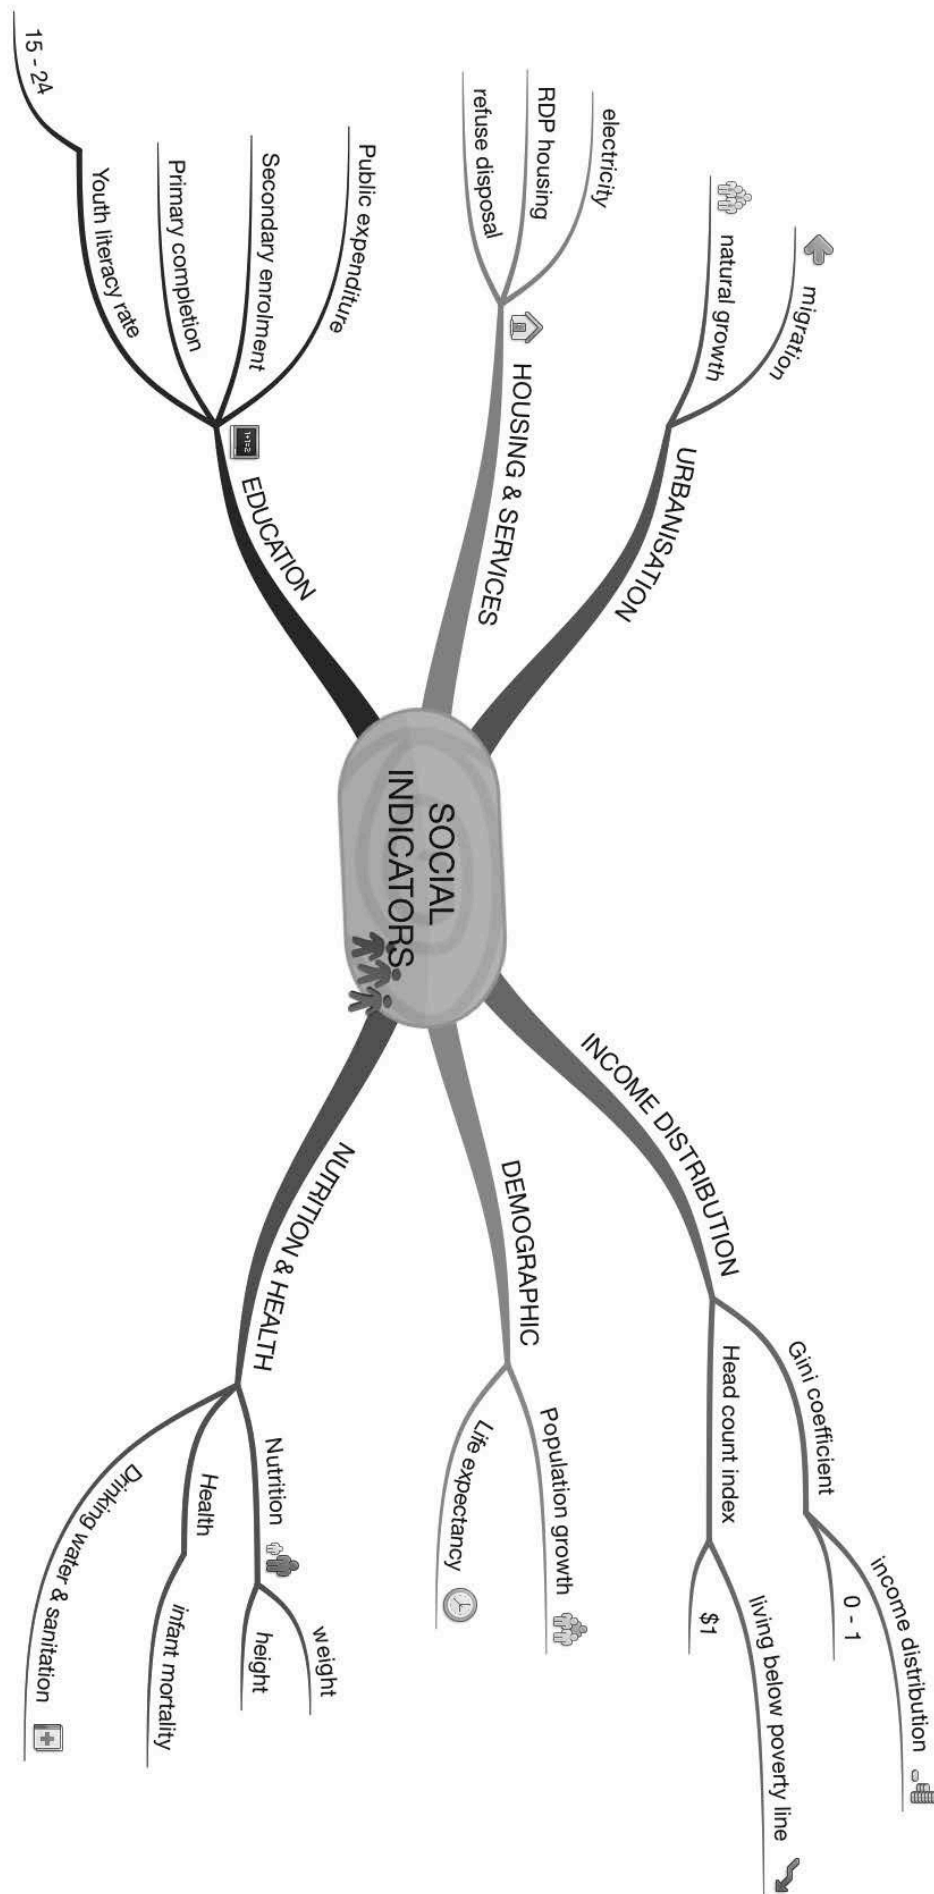 SOCIAL
INDICATORS
INCOME DISTRIBUTION
Gini coefficient
income distribution
0 - 1
Head count index
living below poverty line
$1
DEMOGRAPHIC
Population growth
Life expectancy
NUTRITION & HEALTH
Nutrition
weight
height
Health
infant mortality
Drinking water & sanitation
URBANISATION
migration
natural growth
HOUSING & SERVICES
electricity
RDP housing
refuse disposal
EDUCATION
1+1=2
Public expenditure
Secondary enrolment
Primary completion
Youth literacy rate
15 - 24